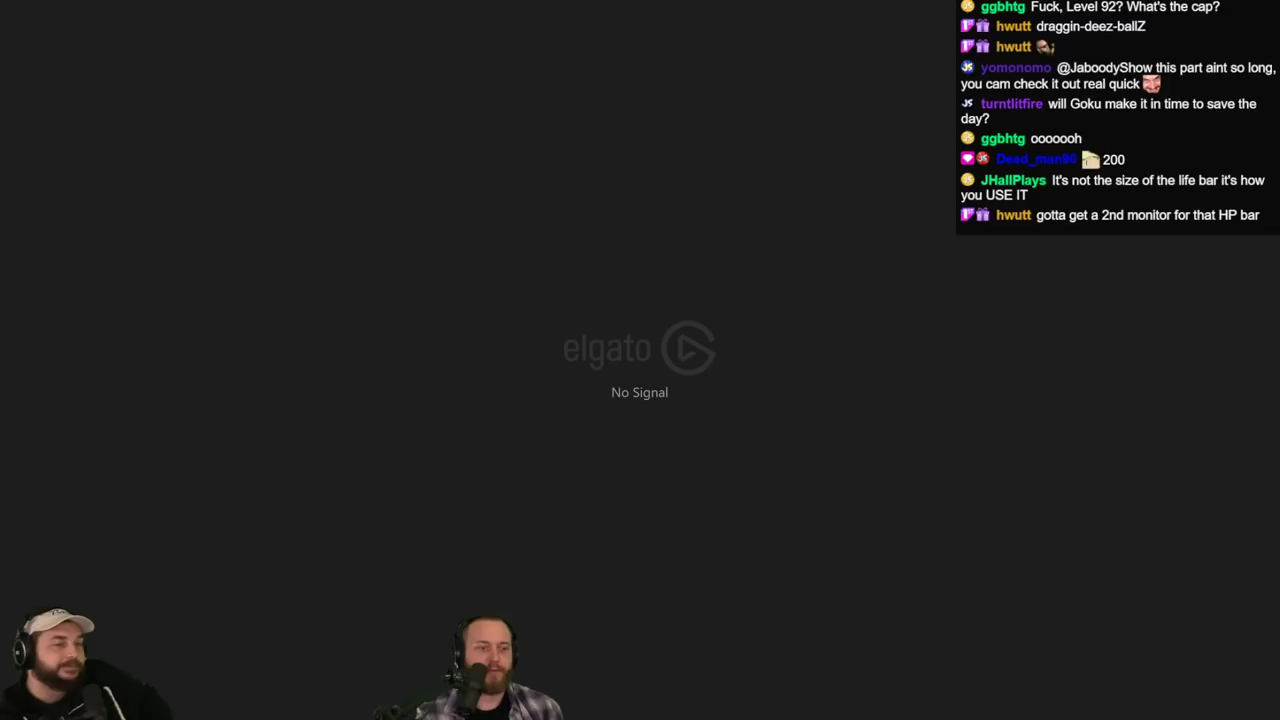 ggbhtg Fuck, Level 92? What's the cap?
hwutt draggin-deez-ballZ
hwutt
yomonomo @JaboodyShow this part aint so long,
you cam check it out real quick
turntlitfire will Goku make it in time to save the
day?
ggbhtg ooooooh
Dead_man96 200
JHallPlays It's not the size of the life bar it's how
you USE IT
hwutt gotta get a 2nd monitor for that HP bar
elgato
No Signal